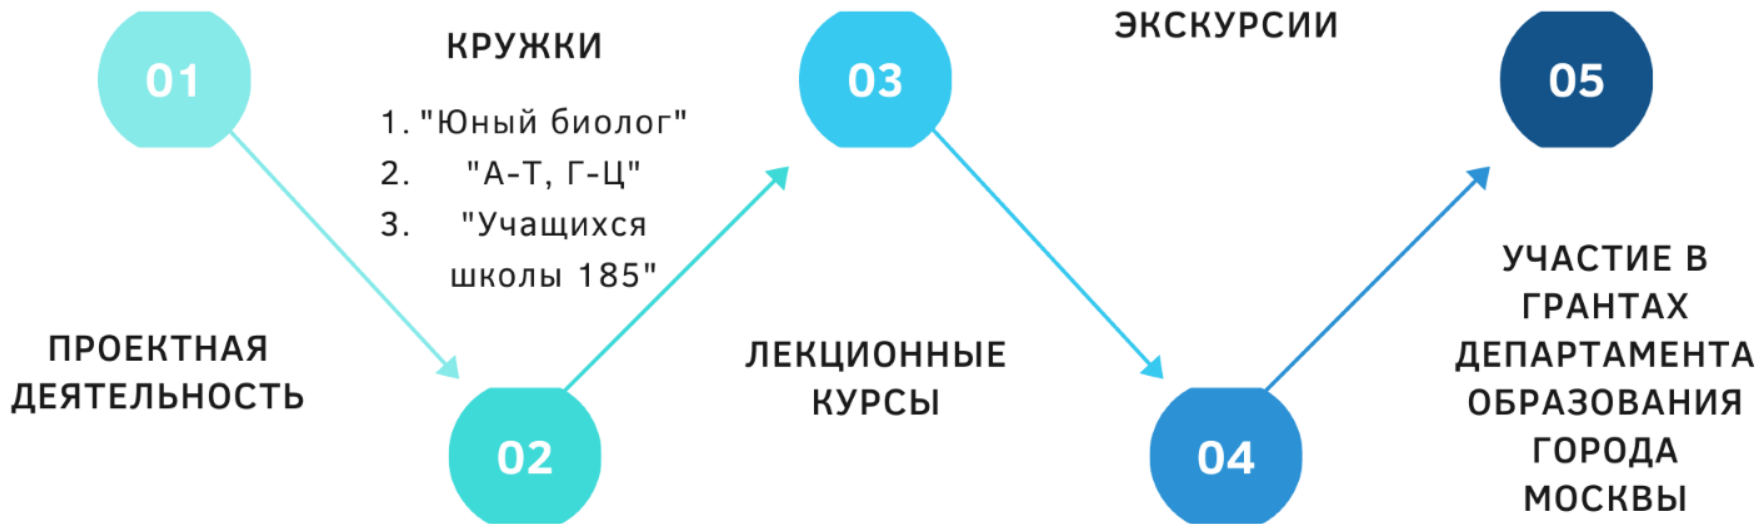 01
ПРОЕКТНАЯ
ДЕЯТЕЛЬНОСТЬ
КРУЖКИ
1. "Юный биолог"
2. "А-Т, Г-Ц"
3. "Учащихся
школы 185"
02
03
ЛЕКЦИОННЫЕ
КУРСЫ
ЭКСКУРСИИ
04
05
УЧАСТИЕ В
ГРАНТАХ
ДЕПАРТАМЕНТА
ОБРАЗОВАНИЯ
ГОРОДА
МОСКВЫ